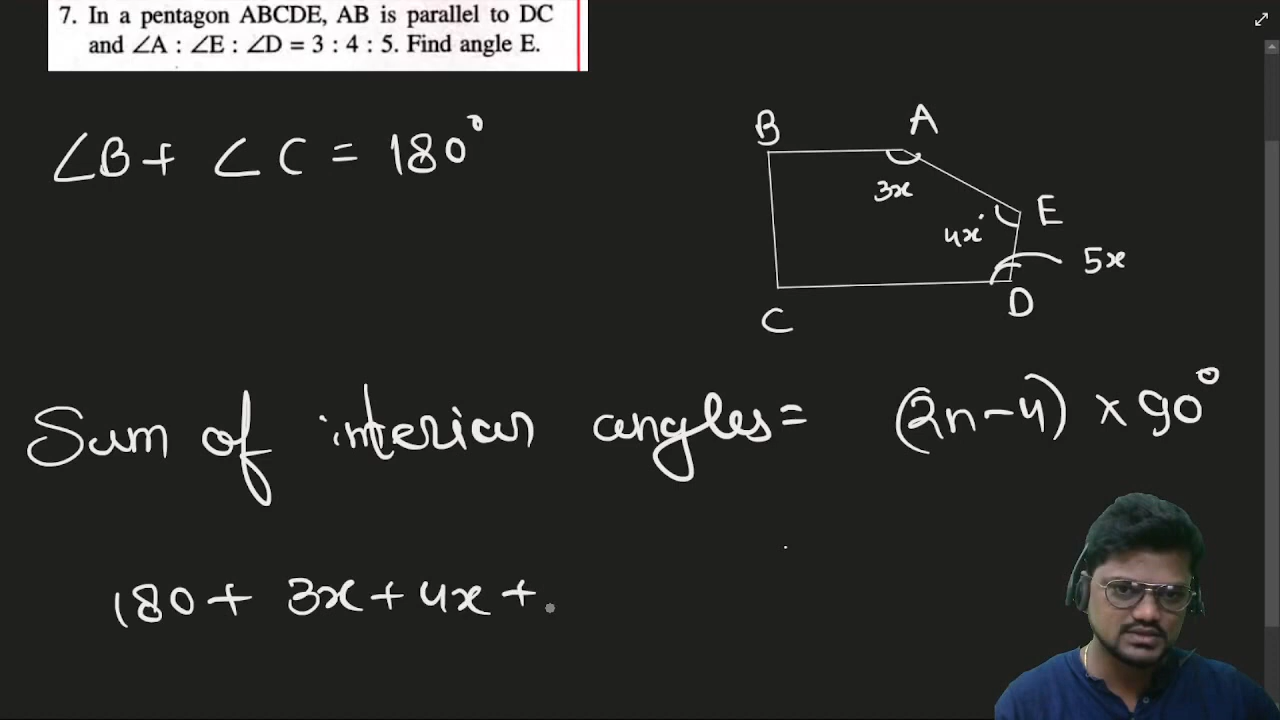 7. In a pentagon ABCDE, AB is parallel to DC
and ∠A : ∠E : ∠D = 3 : 4 : 5. Find angle E.
∠B + ∠C = 180°
B
A
3x
E
4x
5x
D
C
Sum of interior angles = (2n-4) × 90°
180 + 3x + 4x +